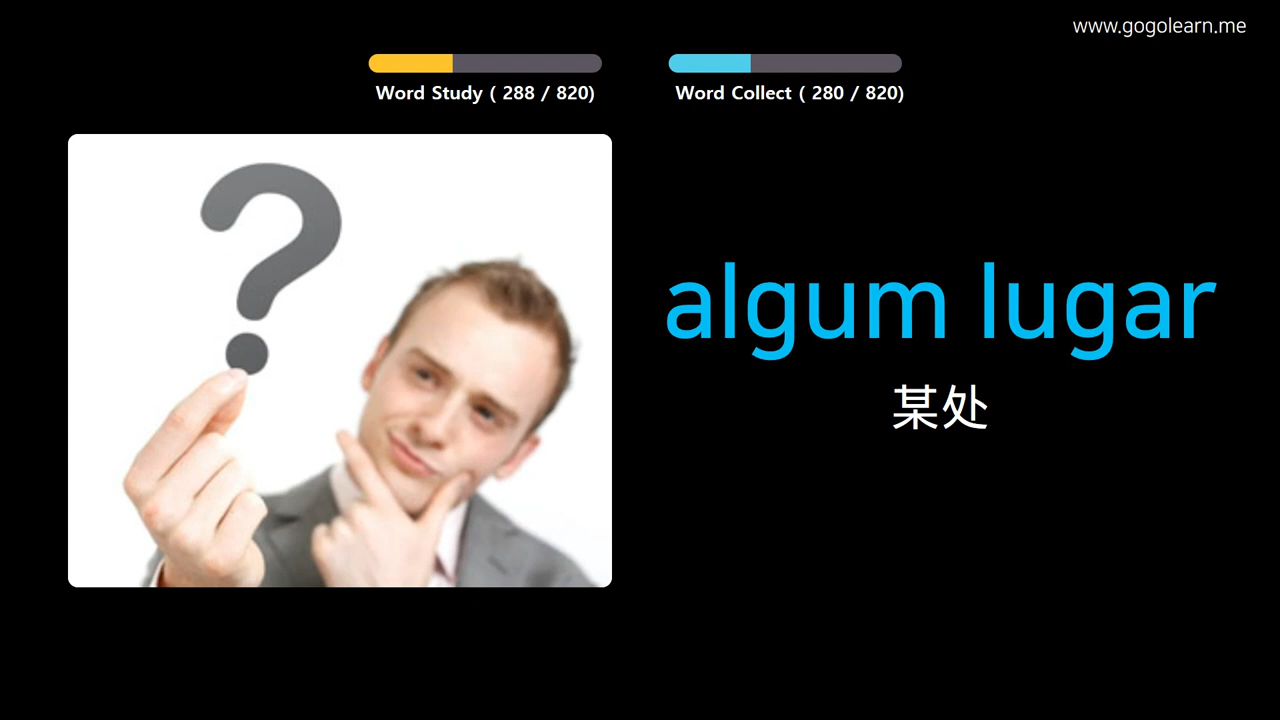 www.gogolearn.me
Word Study ( 288 / 820)
Word Collect ( 280 / 820)
?
algum lugar
某处